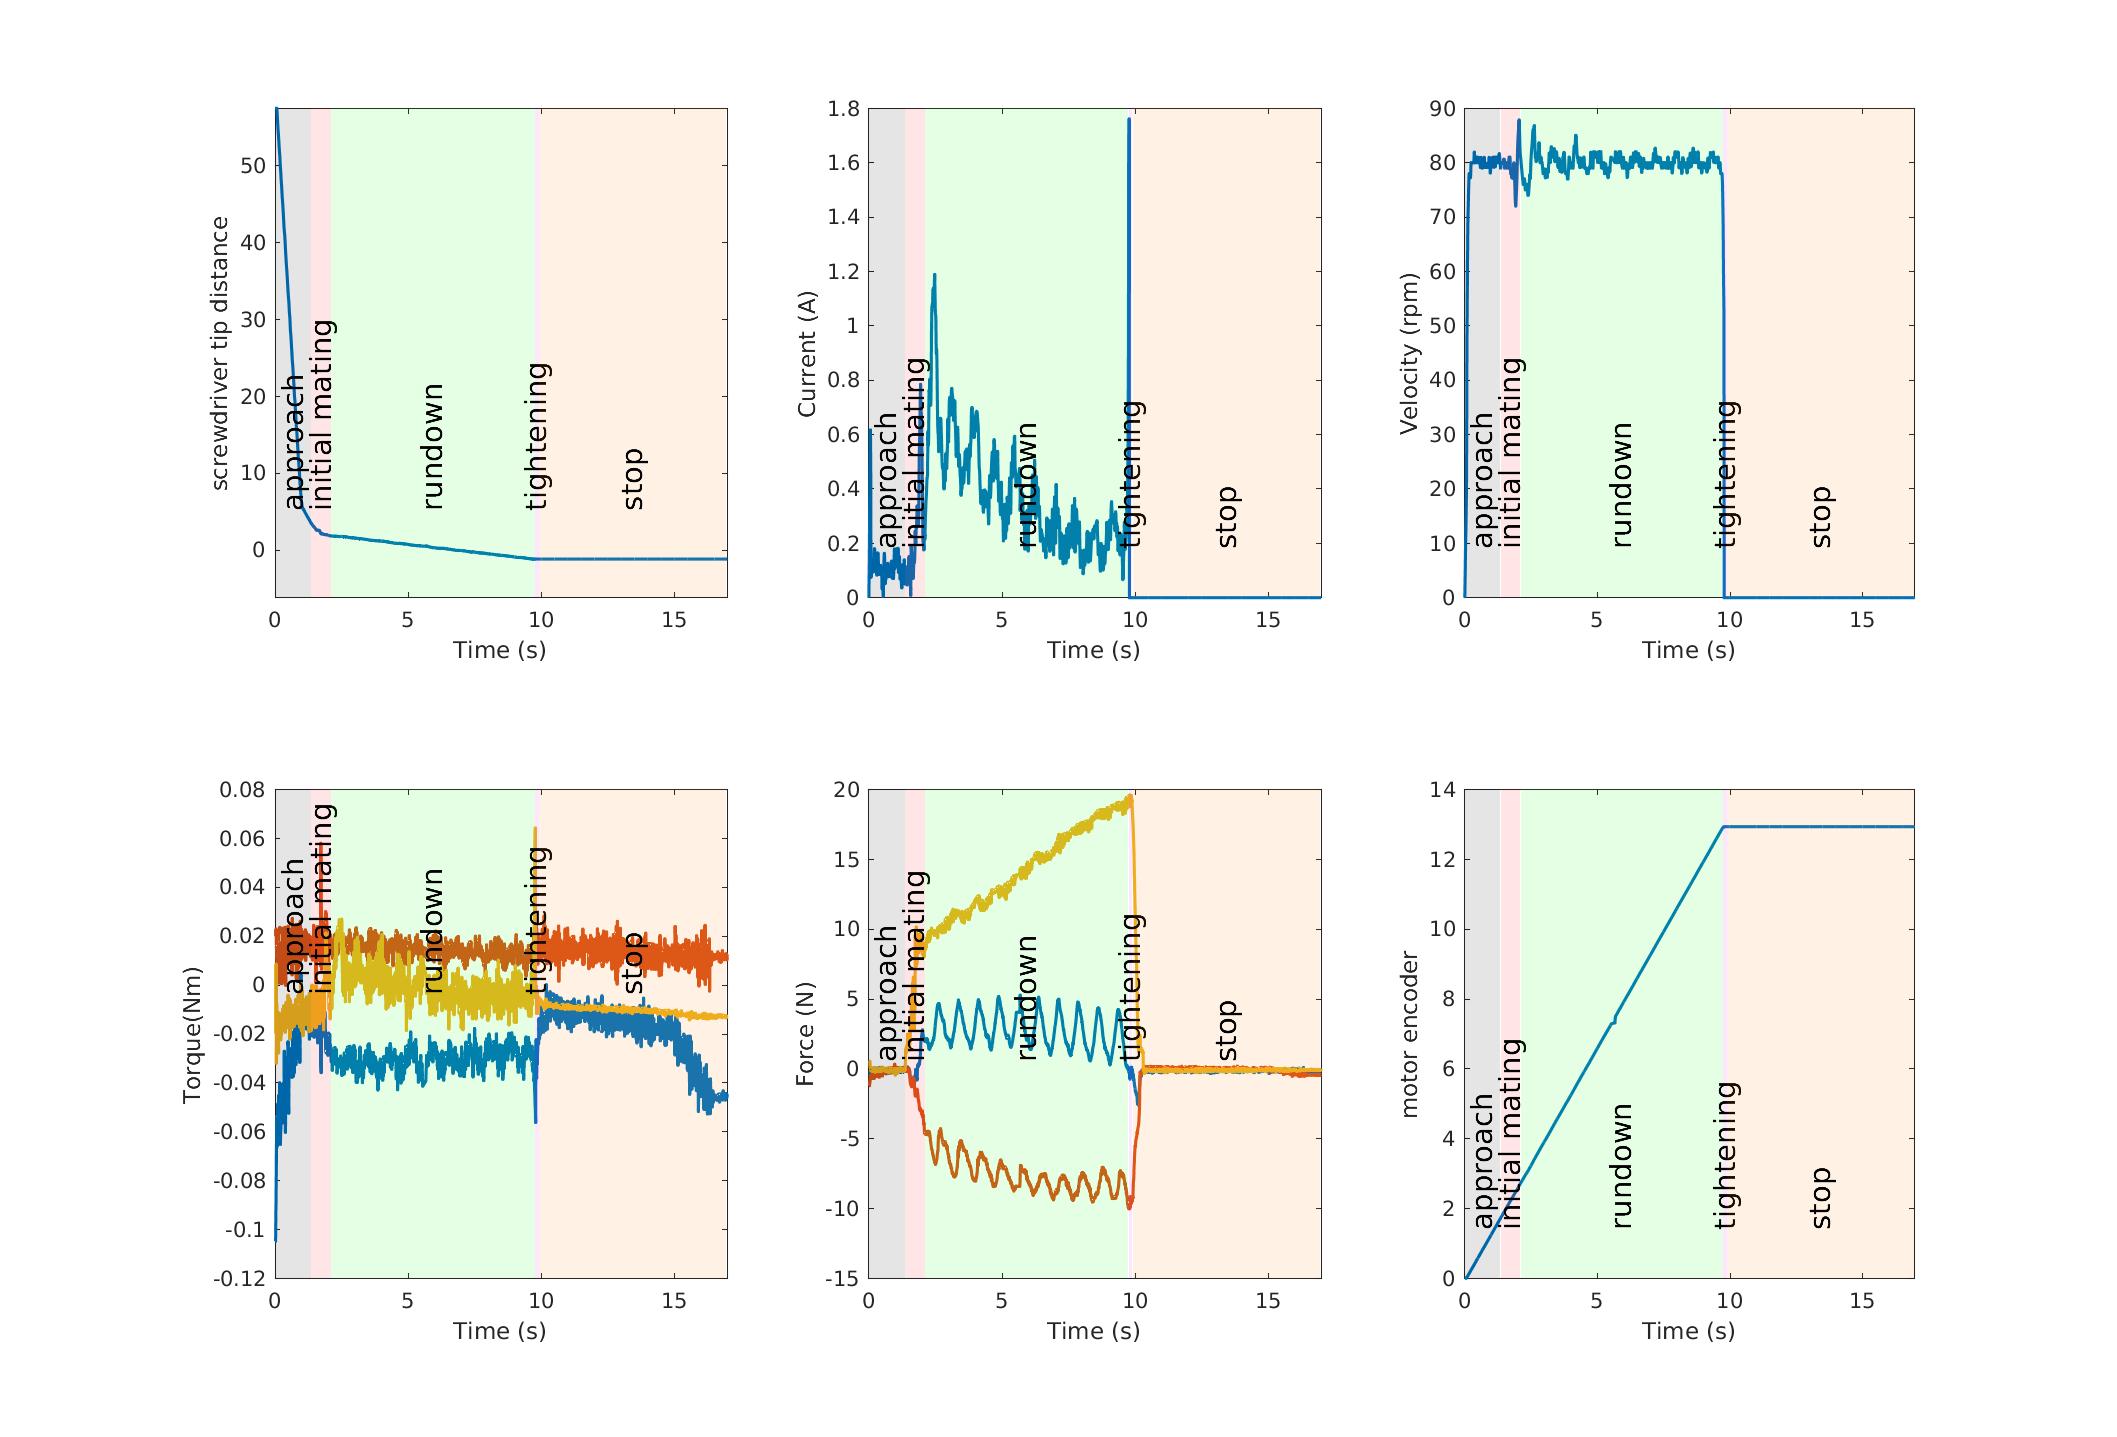 50
40
30
20
10
0
screwdriver tip distance
approach
initial mating
rundown
tightening
stop
0 5 10 15
Time (s)
1.8
1.6
1.4
1.2
1
0.8
0.6
0.4
0.2
0
Current (A)
approach
initial mating
rundown
tightening
stop
0 5 10 15
Time (s)
90
80
70
60
50
40
30
20
10
0
Velocity (rpm)
approach
initial mating
rundown
tightening
stop
0 5 10 15
Time (s)
0.08
0.06
0.04
0.02
0
-0.02
-0.04
-0.06
-0.08
-0.1
-0.12
Torque(Nm)
approach
initial mating
rundown
tightening
stop
0 5 10 15
Time (s)
20
15
10
5
0
-5
-10
-15
Force (N)
approach
initial mating
rundown
tightening
stop
0 5 10 15
Time (s)
14
12
10
8
6
4
2
0
motor encoder
approach
initial mating
rundown
tightening
stop
0 5 10 15
Time (s)